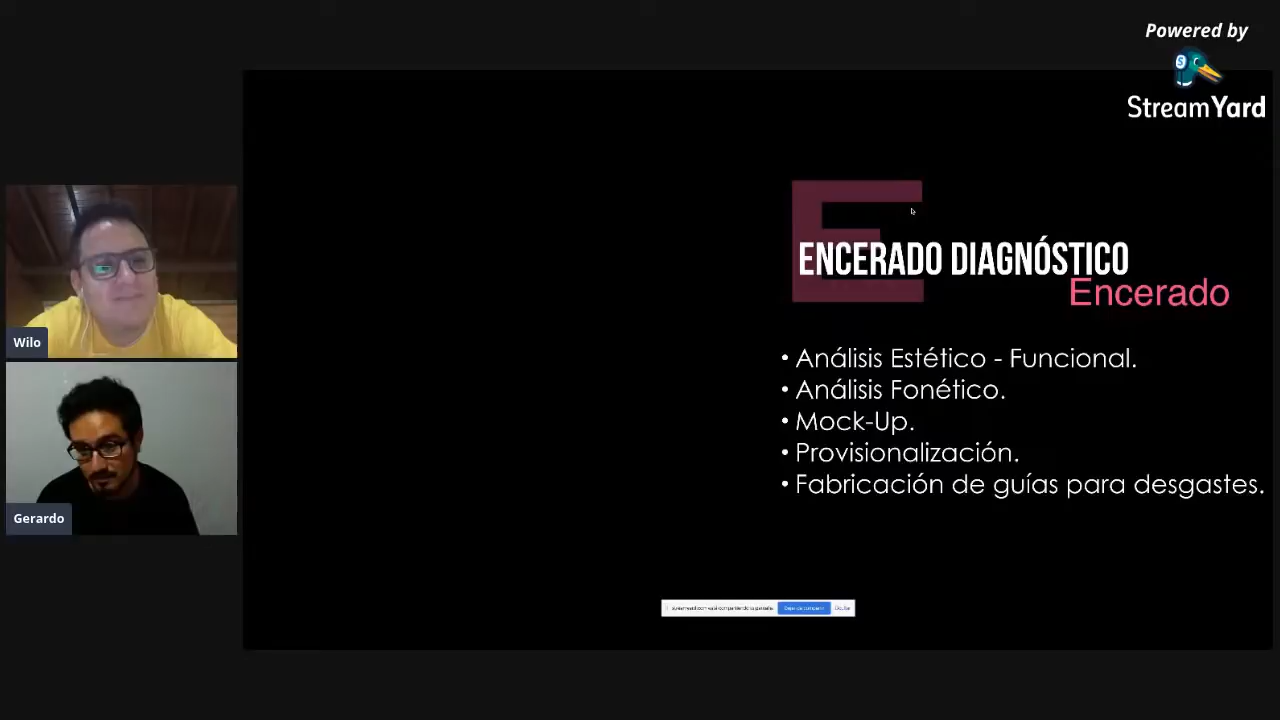 Powered by
StreamYard
E
ENCERADO DIAGNÓSTICO
Encerado
• Análisis Estético - Funcional.
• Análisis Fonético.
• Mock-Up.
• Provisionalización.
• Fabricación de guías para desgastes.
Wilo
Gerardo